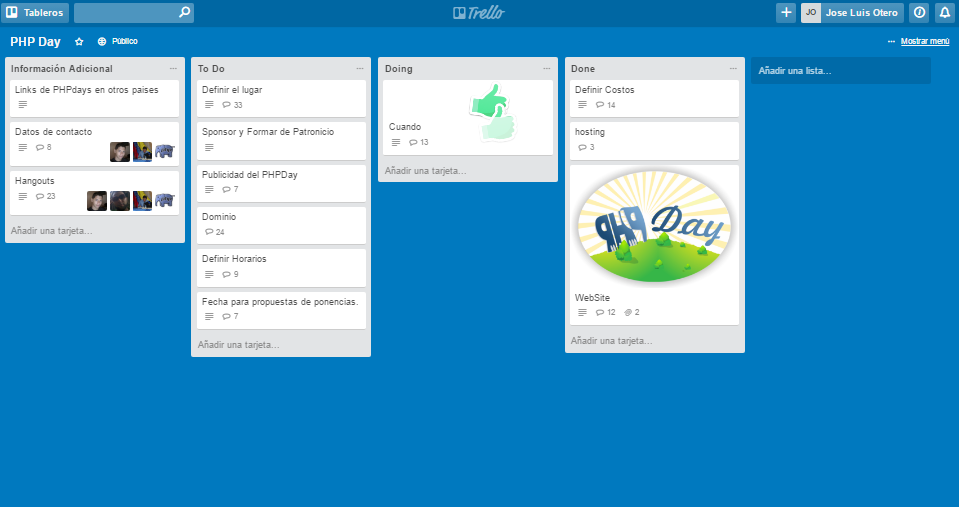 Tableros
Trello
JO
Jose Luis Otero
PHP Day
Público
Mostrar menú
Información Adicional
Links de PHPdays en otros paises
Datos de contacto
8
Hangouts
23
Añadir una tarjeta...
To Do
Definir el lugar
33
Sponsor y Formar de Patronicio
Publicidad del PHPDay
7
Dominio
24
Definir Horarios
9
Fecha para propuestas de ponencias.
7
Añadir una tarjeta...
Doing
Cuando
13
Añadir una tarjeta...
Done
Definir Costos
14
hosting
3
PHP Day
WebSite
12 2
Añadir una tarjeta...
Añadir una lista...